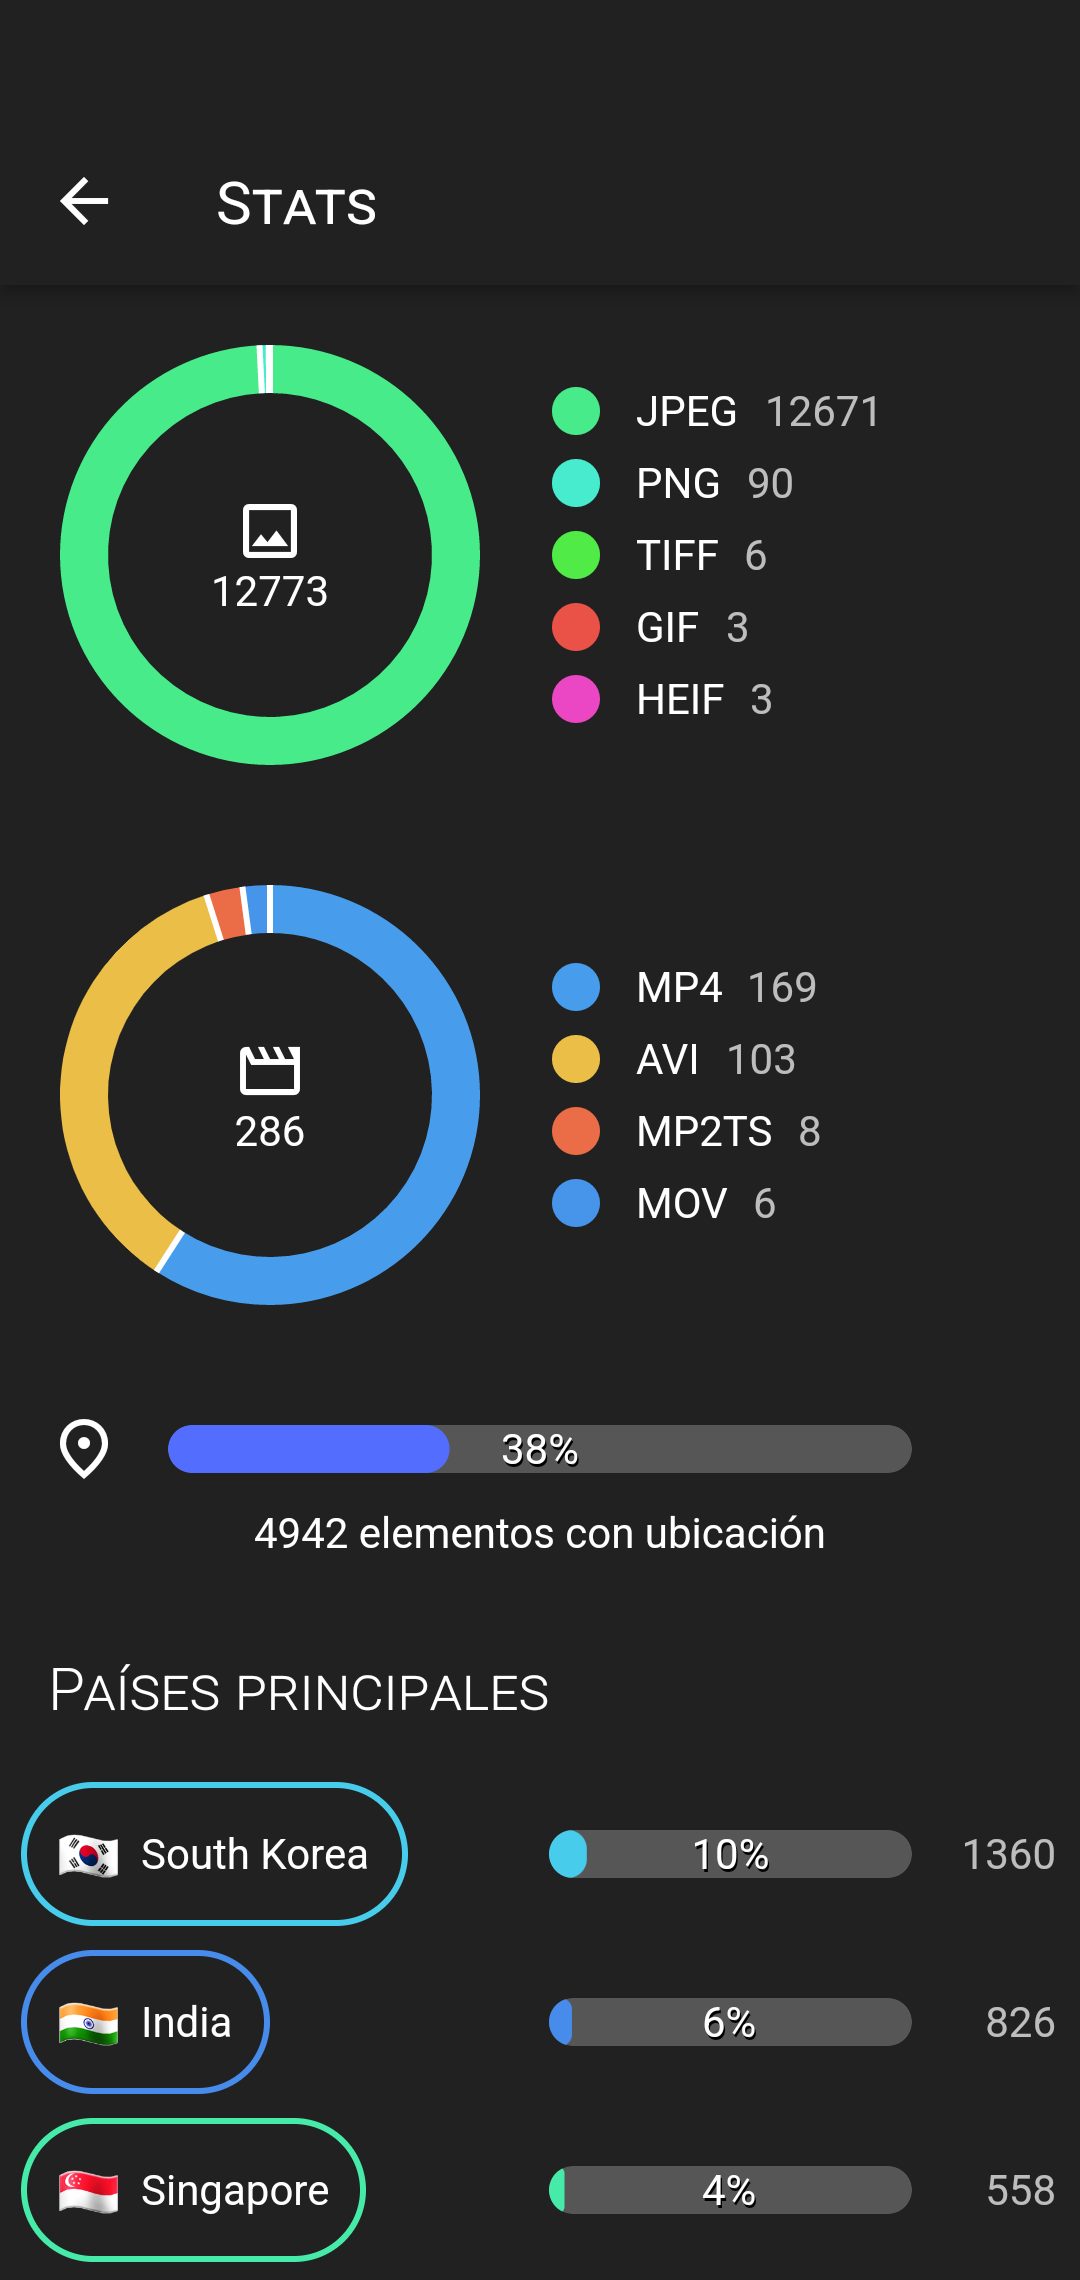 Stats
12773
JPEG 12671
PNG 90
TIFF 6
GIF 3
HEIF 3
286
MP4 169
AVI 103
MP2TS 8
MOV 6
38%
4942 elementos con ubicación
Países principales
South Korea 10% 1360
India 6% 826
Singapore 4% 558